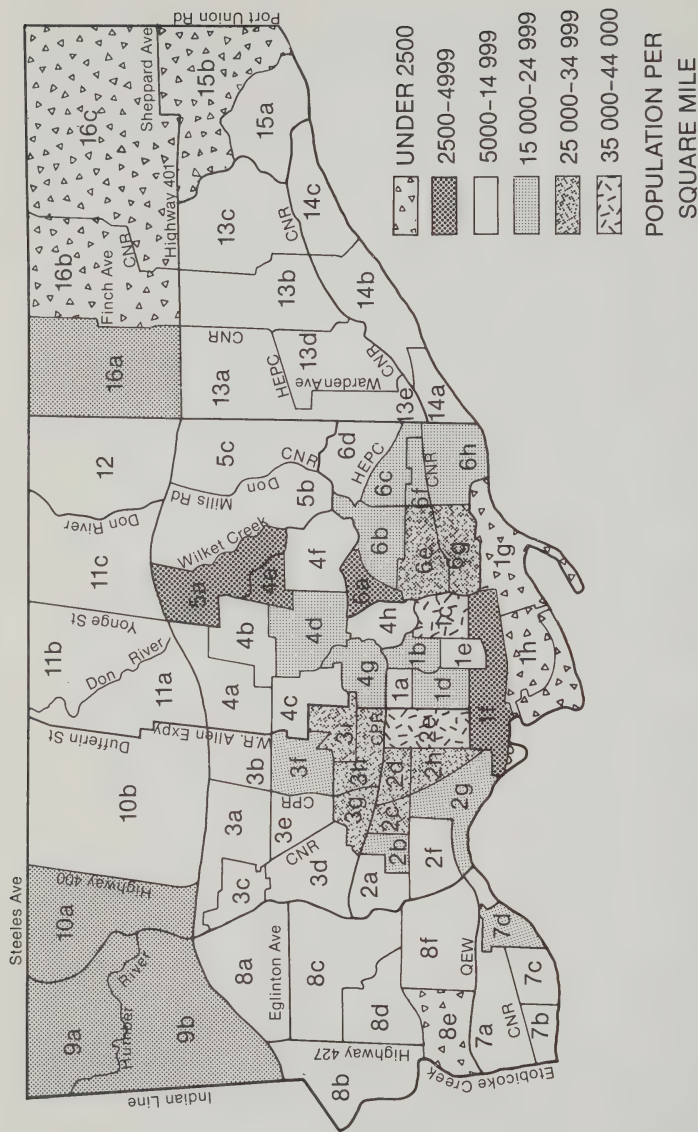 Steeles Ave
Indian Line
Highway 400
Dufferin St
Yonge St
Don River
Don River
Sheppard Ave
Port Union Rd
9a
10a
10b
11b
11a
11c
12
16a
16b
16c
Finch Ave
CNR
Highway 401
Humber River
9b
W.R. Allen Expy
Wilket Creek
Don Mills Rd
CNR
15b
15a
8a
3a
3b
3c
4a
4b
5a
5b
5c
13a
13b
13c
Eglinton Ave
8c
3d
3e
CNR
CPR
3f
4c
4d
4e
4f
CNR
6d
HEPC
HEPC
13d
Warden Ave
CNR
CNR
14c
14b
8b
8d
Highway 427
2a
2b
2c
3g
3h
3i
2d
CPR
4g
4h
6a
6b
6c
13e
14a
8e
8f
2f
2g
2h
2e
1a
1b
1c
1d
1e
6e
6f
CNR
6g
6h
QEW
7a
CNR
7b
7c
7d
1f
1g
1h
Etobicoke Creek
UNDER 2500
2500–4999
5000–14 999
15 000–24 999
25 000–34 999
35 000–44 000
POPULATION PER
SQUARE MILE